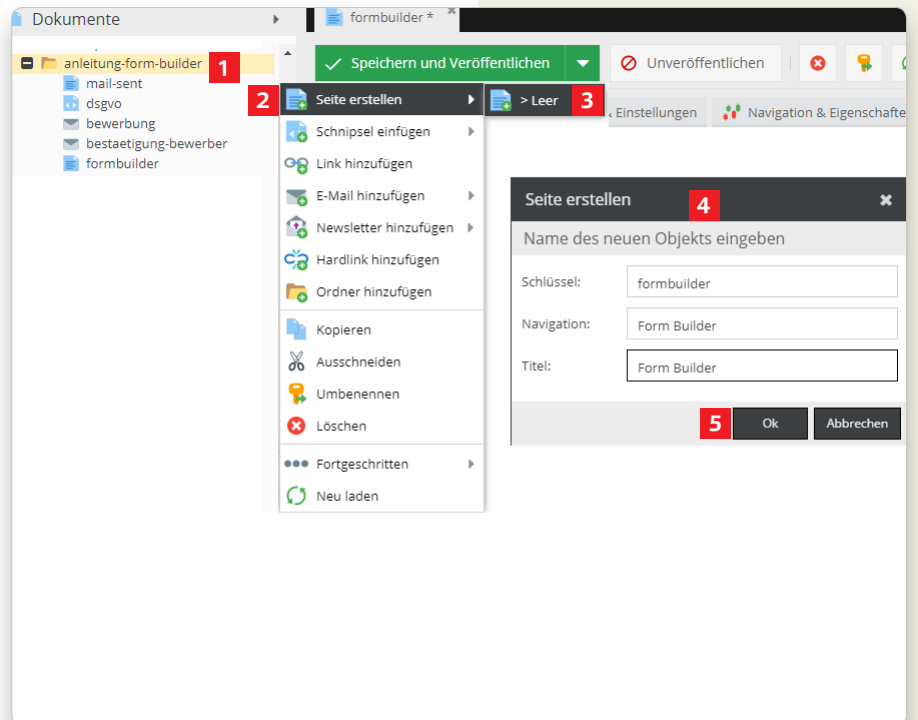 Dokumente
formbuilder *
anleitung-form-builder 1
mail-sent
dsgvo
bewerbung
bestaetigung-bewerber
formbuilder
Speichern und Veröffentlichen
Unveröffentlichen
2 Seite erstellen
> Leer 3
Einstellungen
Navigation & Eigenschafte
Schnipsel einfügen
Link hinzufügen
E-Mail hinzufügen
Newsletter hinzufügen
Hardlink hinzufügen
Ordner hinzufügen
Kopieren
Ausschneiden
Umbenennen
Löschen
Fortgeschritten
Neu laden
Seite erstellen 4
Name des neuen Objekts eingeben
Schlüssel: formbuilder
Navigation: Form Builder
Titel: Form Builder
5 Ok Abbrechen